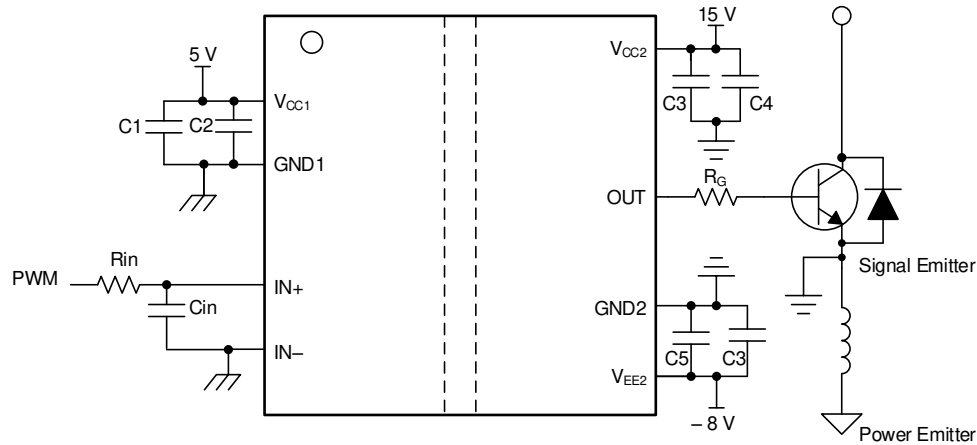 15 V
5 V
V_CC2
V_CC1
C1
C2
C3
C4
GND1
R_G
OUT
Rin
PWM
IN+
Cin
Signal Emitter
GND2
IN–
C5
C3
V_EE2
– 8 V
Power Emitter